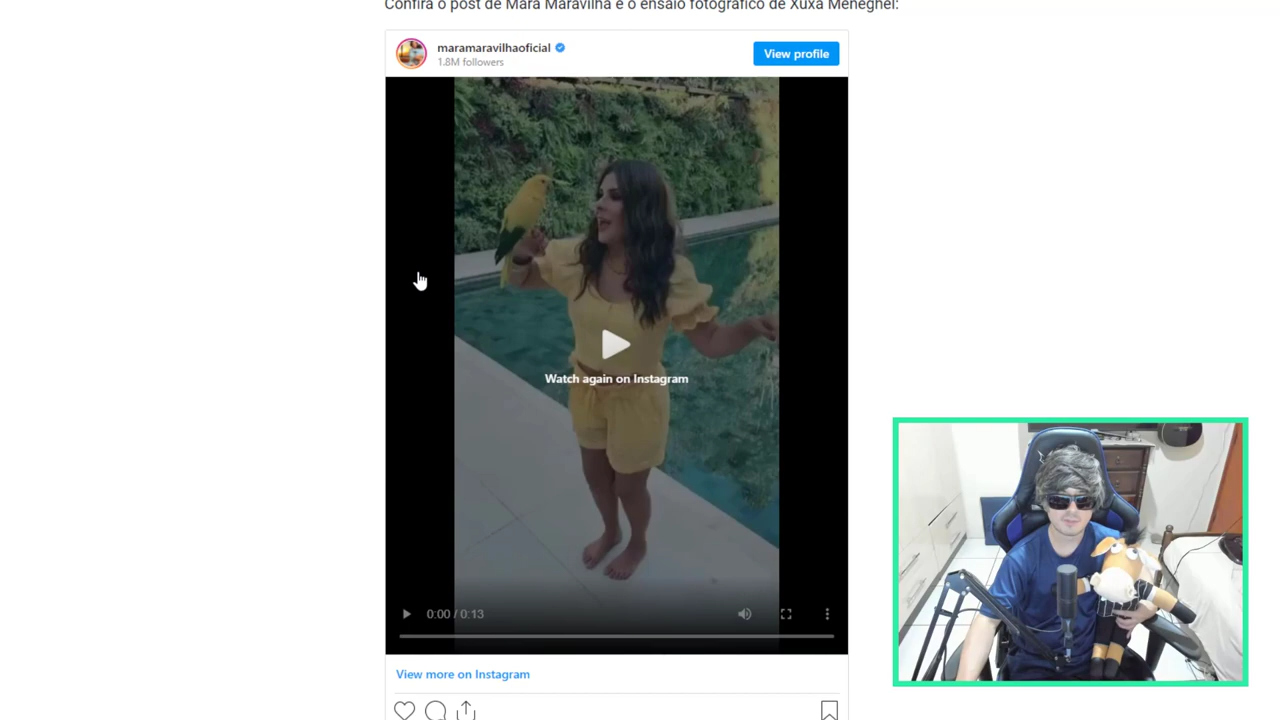 Confira o post de Mara Maravilha e o ensaio fotográfico de Xuxa Meneghel:
maramaravilhaoficial
1.8M followers
View profile
Watch again on Instagram
0:00 / 0:13
View more on Instagram